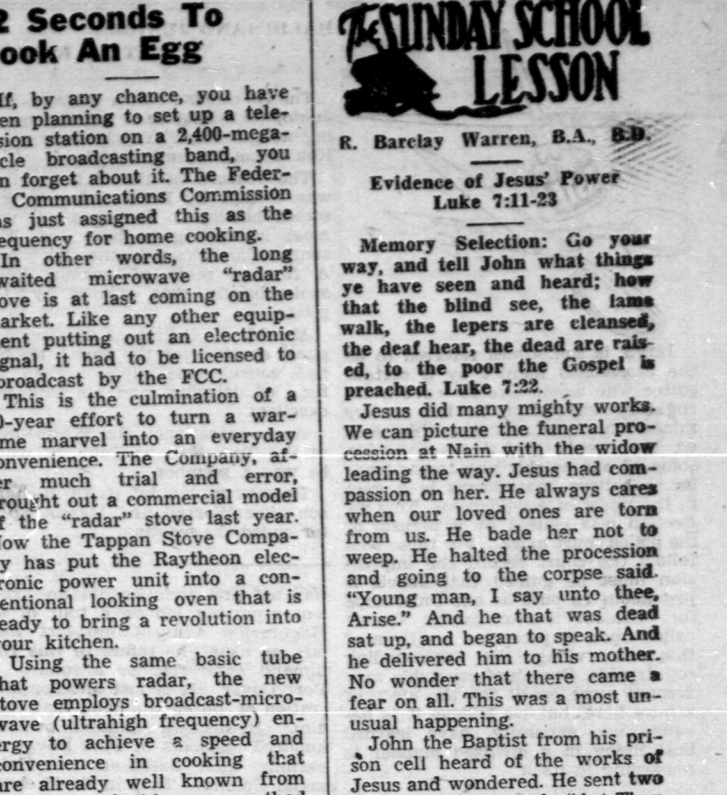 2 Seconds To
ook An Egg
If, by any chance, you have
en planning to set up a tele-
sion station on a 2,400-mega-
cle broadcasting band, you
n forget about it. The Feder-
Communications Commission
as just assigned this as the
equency for home cooking.
In other words, the long
waited microwave "radar"
ove is at last coming on the
arket. Like any other equip-
ent putting out an electronic
gnal, it had to be licensed to
broadcast by the FCC.
This is the culmination of a
0-year effort to turn a war-
me marvel into an everyday
onvenience. The Company, af-
er much trial and error,
rought out a commercial model
f the "radar" stove last year.
Now the Tappan Stove Compa-
y has put the Raytheon elec-
ronic power unit into a con-
entional looking oven that is
eady to bring a revolution into
our kitchen.
Using the same basic tube
hat powers radar, the new
tove employs broadcast-micro-
wave (ultrahigh frequency) en-
ergy to achieve a speed and
convenience in cooking that
are already well known from
The SUNDAY SCHOOL
LESSON
R. Barclay Warren, B.A., B.D.
Evidence of Jesus' Power
Luke 7:11-23
Memory Selection: Go your
way, and tell John what things
ye have seen and heard; how
that the blind see, the lame
walk, the lepers are cleansed,
the deaf hear, the dead are rais-
ed, to the poor the Gospel is
preached. Luke 7:22.
Jesus did many mighty works.
We can picture the funeral pro-
cession at Nain with the widow
leading the way. Jesus had com-
passion on her. He always cares
when our loved ones are torn
from us. He bade her not to
weep. He halted the procession
and going to the corpse said.
"Young man, I say unto thee,
Arise." And he that was dead
sat up, and began to speak. And
he delivered him to his mother.
No wonder that there came a
fear on all. This was a most un-
usual happening.
John the Baptist from his pri-
son cell heard of the works of
Jesus and wondered. He sent two